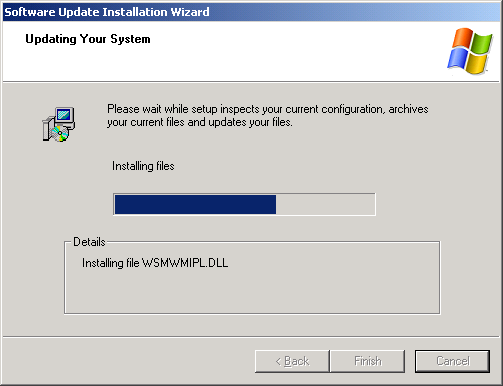 Software Update Installation Wizard
Updating Your System
Please wait while setup inspects your current configuration, archives
your current files and updates your files.
Installing files
Details
Installing file WSMWMIPL.DLL
< Back
Finish
Cancel